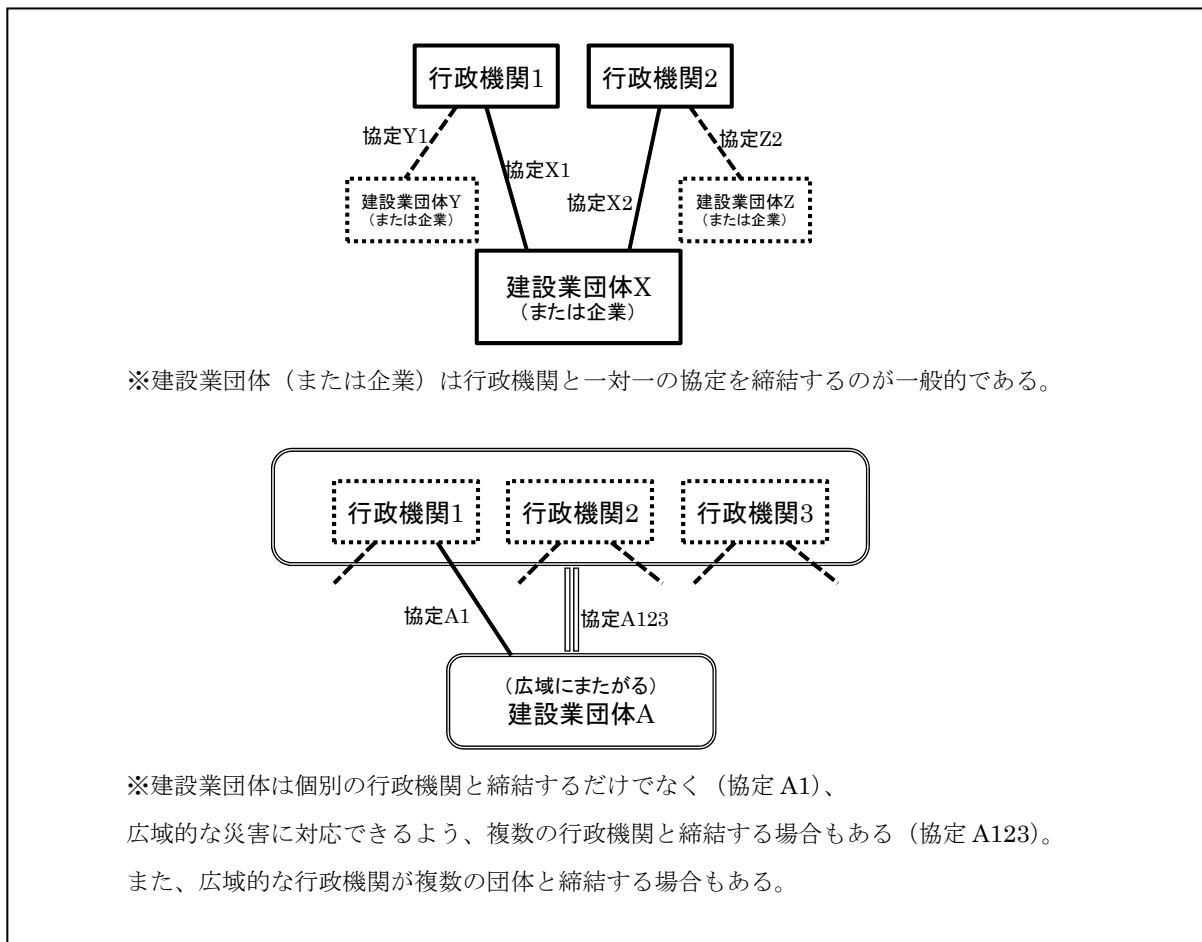 行政機関1
行政機関2
協定Y1
協定Z2
協定X1
建設業団体Y
(または企業)
協定X2
建設業団体Z
(または企業)
建設業団体X
(または企業)
※建設業団体（または企業）は行政機関と一対一の協定を締結するのが一般的である。
行政機関1
行政機関2
行政機関3
協定A1
協定A123
(広域にまたがる)
建設業団体A
※建設業団体は個別の行政機関と締結するだけでなく（協定 A1）、
広域的な災害に対応できるよう、複数の行政機関と締結する場合もある（協定 A123）。
また、広域的な行政機関が複数の団体と締結する場合もある。